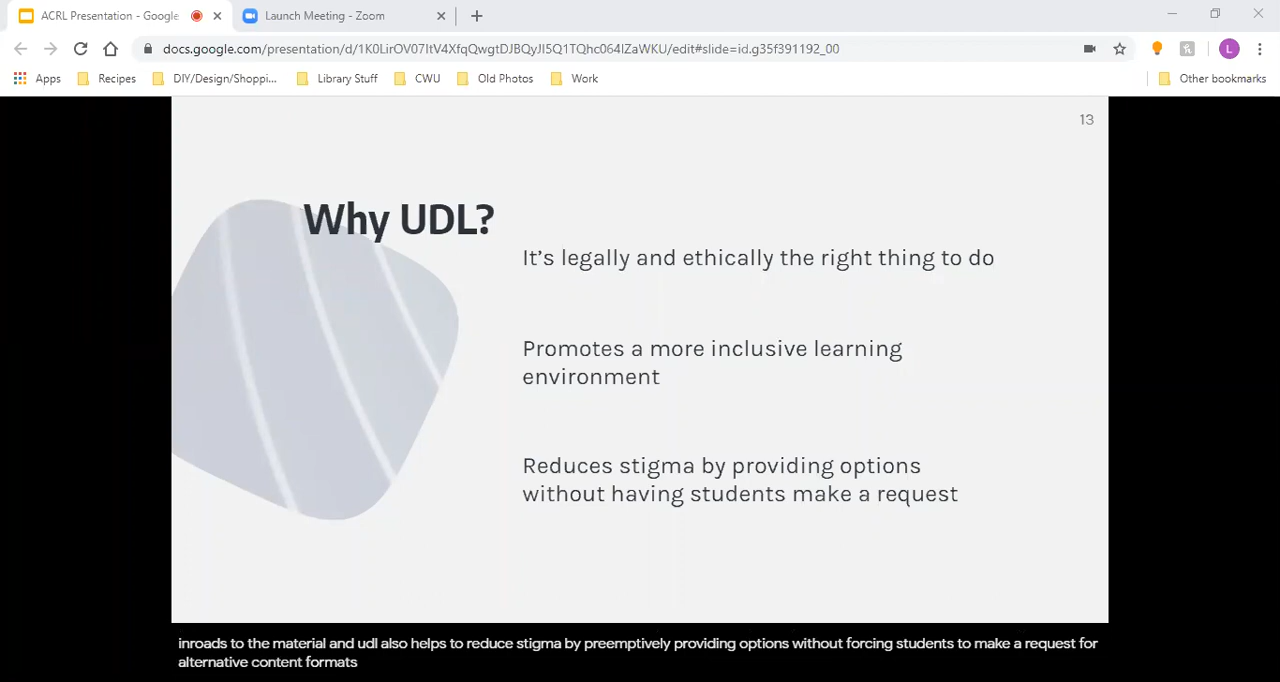 ACRL Presentation - Google
Launch Meeting - Zoom
docs.google.com/presentation/d/1K0LirOV07ItV4XfqQwgtDJBQyJI5Q1TQhc064lZaWKU/edit#slide=id.g35f391192_00
L
Apps
Recipes
DIY/Design/Shoppi...
Library Stuff
CWU
Old Photos
Work
Other bookmarks
13
Why UDL?
It's legally and ethically the right thing to do
Promotes a more inclusive learning
environment
Reduces stigma by providing options
without having students make a request
inroads to the material and udl also helps to reduce stigma by preemptively providing options without forcing students to make a request for
alternative content formats